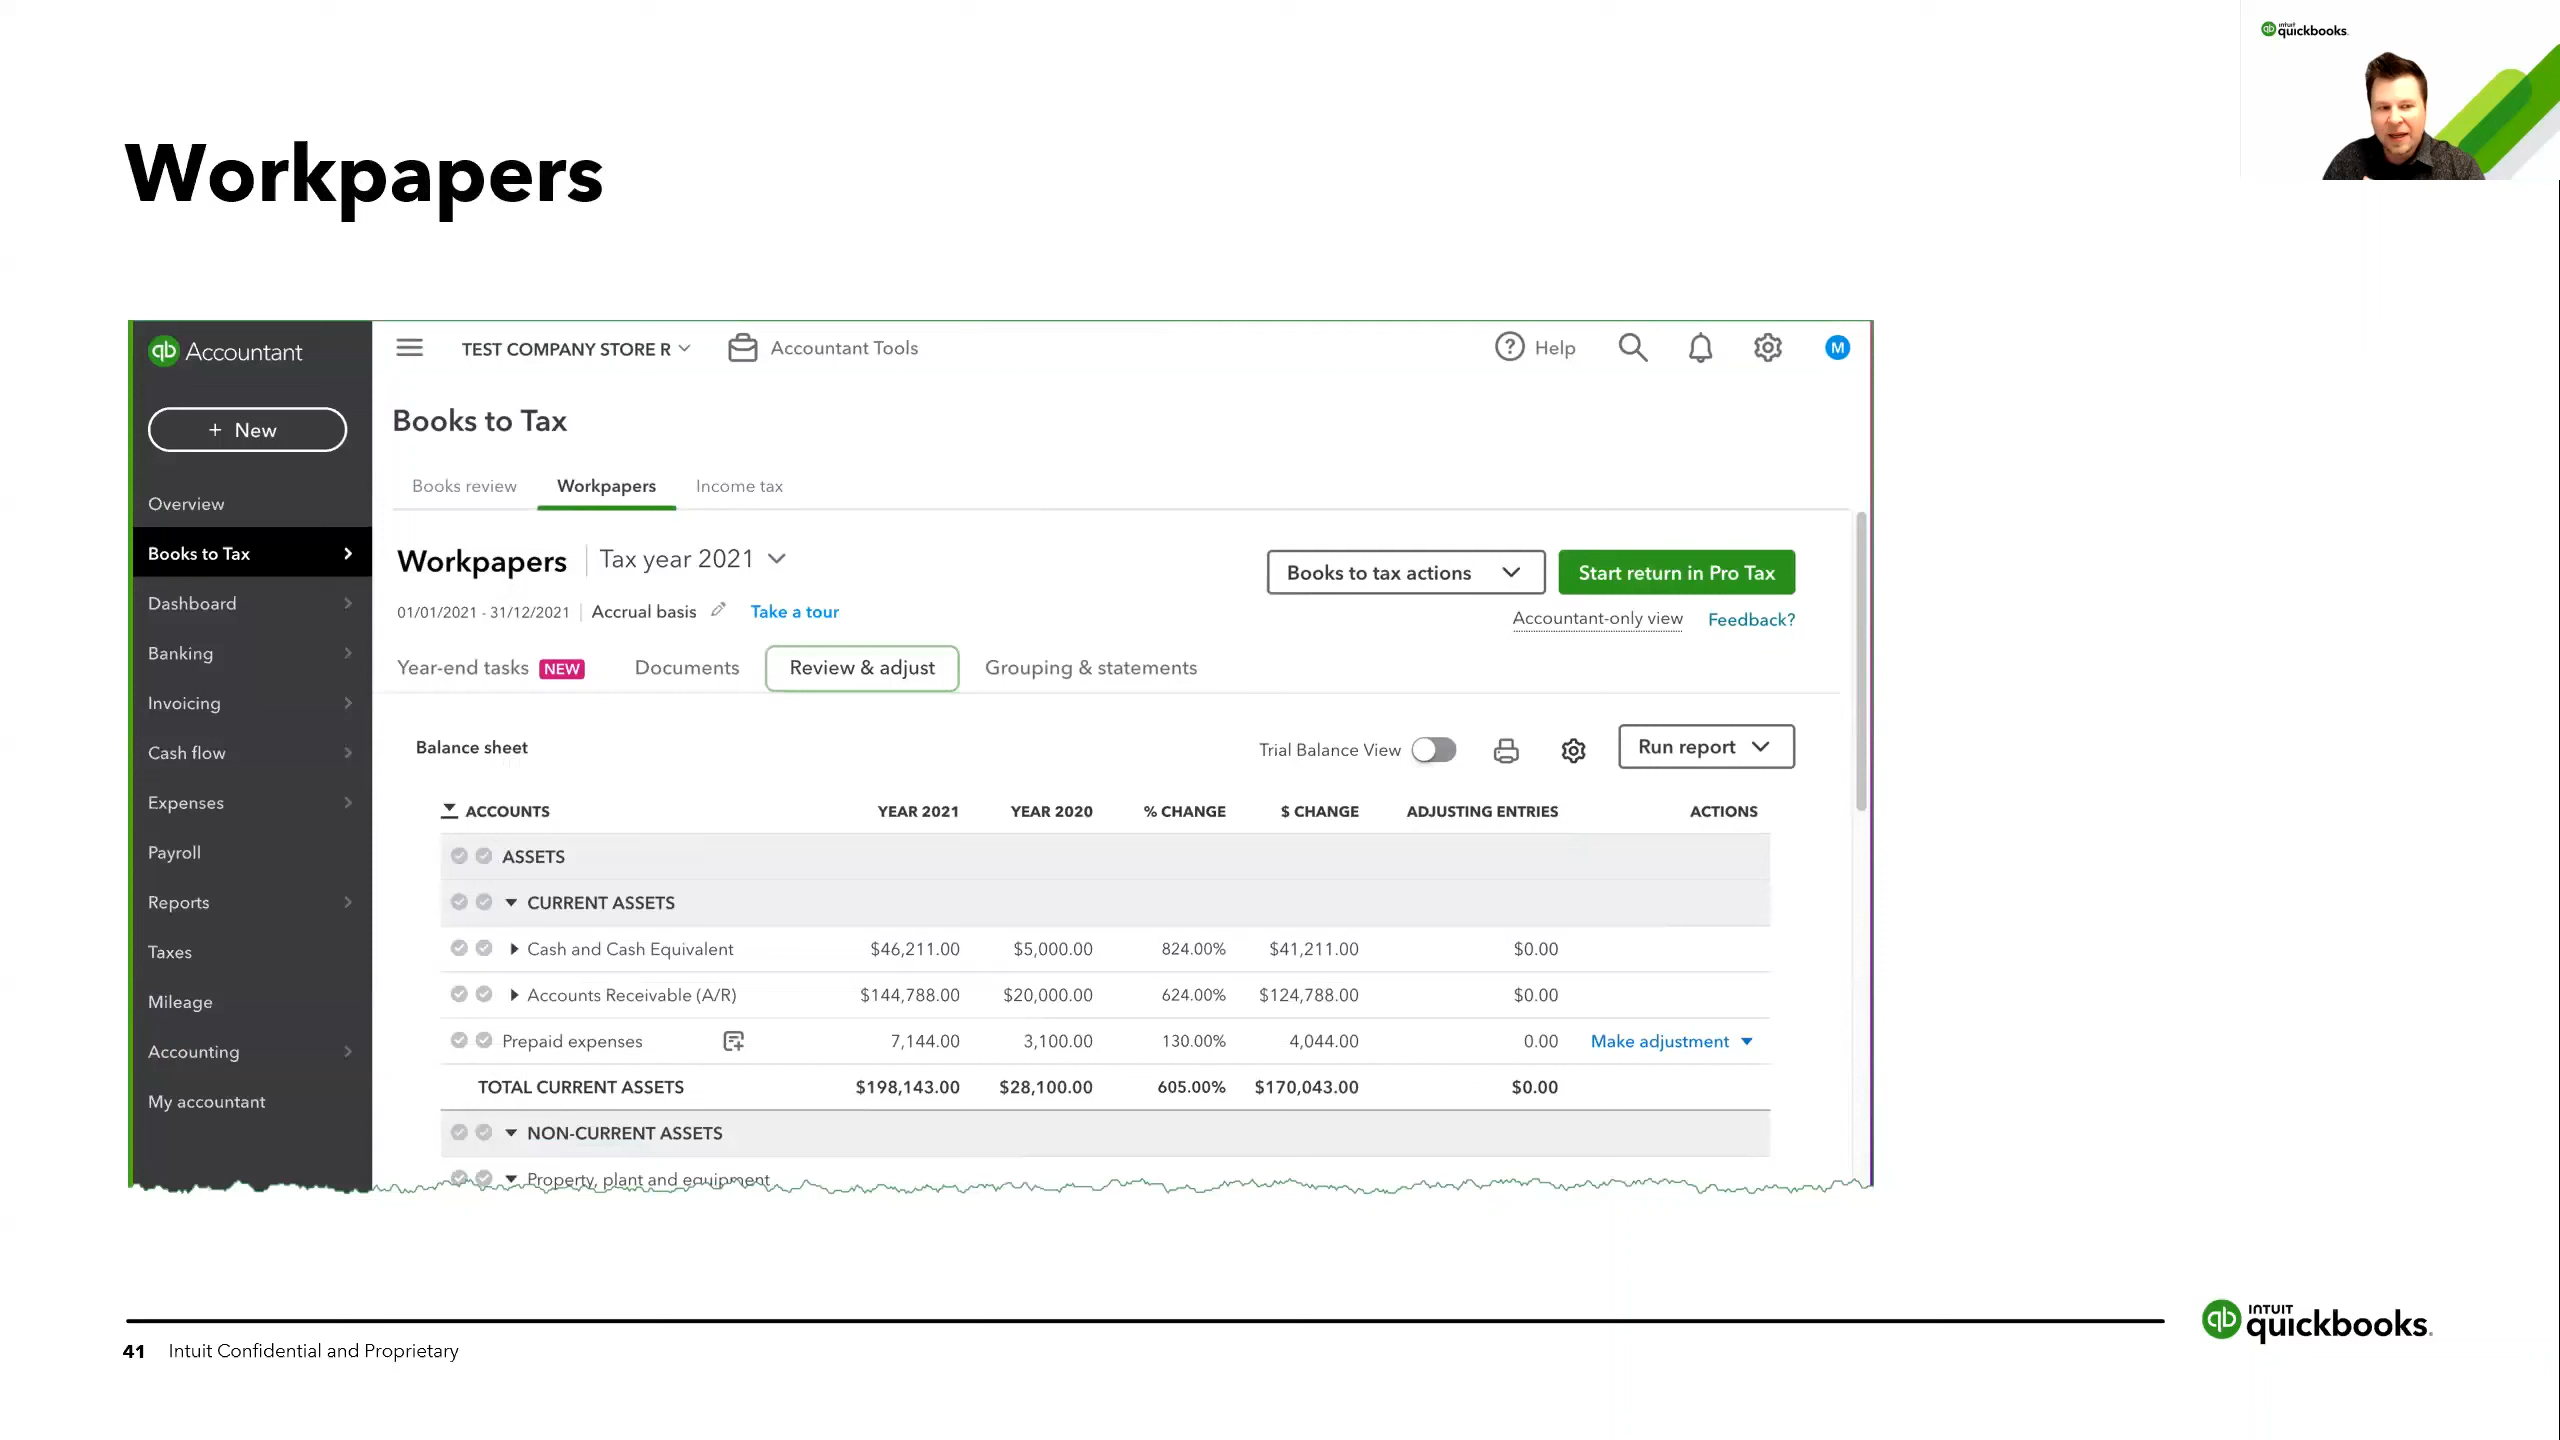 INTUIT
quickbooks.
Workpapers
qb Accountant
TEST COMPANY STORE R
Accountant Tools
? Help
M
+ New
Books to Tax
Books review
Workpapers
Income tax
Overview
Books to Tax
Dashboard
Banking
Invoicing
Cash flow
Expenses
Payroll
Reports
Taxes
Mileage
Accounting
My accountant
Workpapers
Tax year 2021
Books to tax actions
Start return in Pro Tax
01/01/2021 - 31/12/2021
Accrual basis
Take a tour
Accountant-only view
Feedback?
Year-end tasks NEW
Documents
Review & adjust
Grouping & statements
Balance sheet
Trial Balance View
Run report
ACCOUNTS YEAR 2021 YEAR 2020 % CHANGE $ CHANGE ADJUSTING ENTRIES ACTIONS
ASSETS
CURRENT ASSETS
Cash and Cash Equivalent $46,211.00 $5,000.00 824.00% $41,211.00 $0.00
Accounts Receivable (A/R) $144,788.00 $20,000.00 624.00% $124,788.00 $0.00
Prepaid expenses 7,144.00 3,100.00 130.00% 4,044.00 0.00 Make adjustment
TOTAL CURRENT ASSETS $198,143.00 $28,100.00 605.00% $170,043.00 $0.00
NON-CURRENT ASSETS
Property, plant and equipment
41 Intuit Confidential and Proprietary
qb INTUIT
quickbooks.